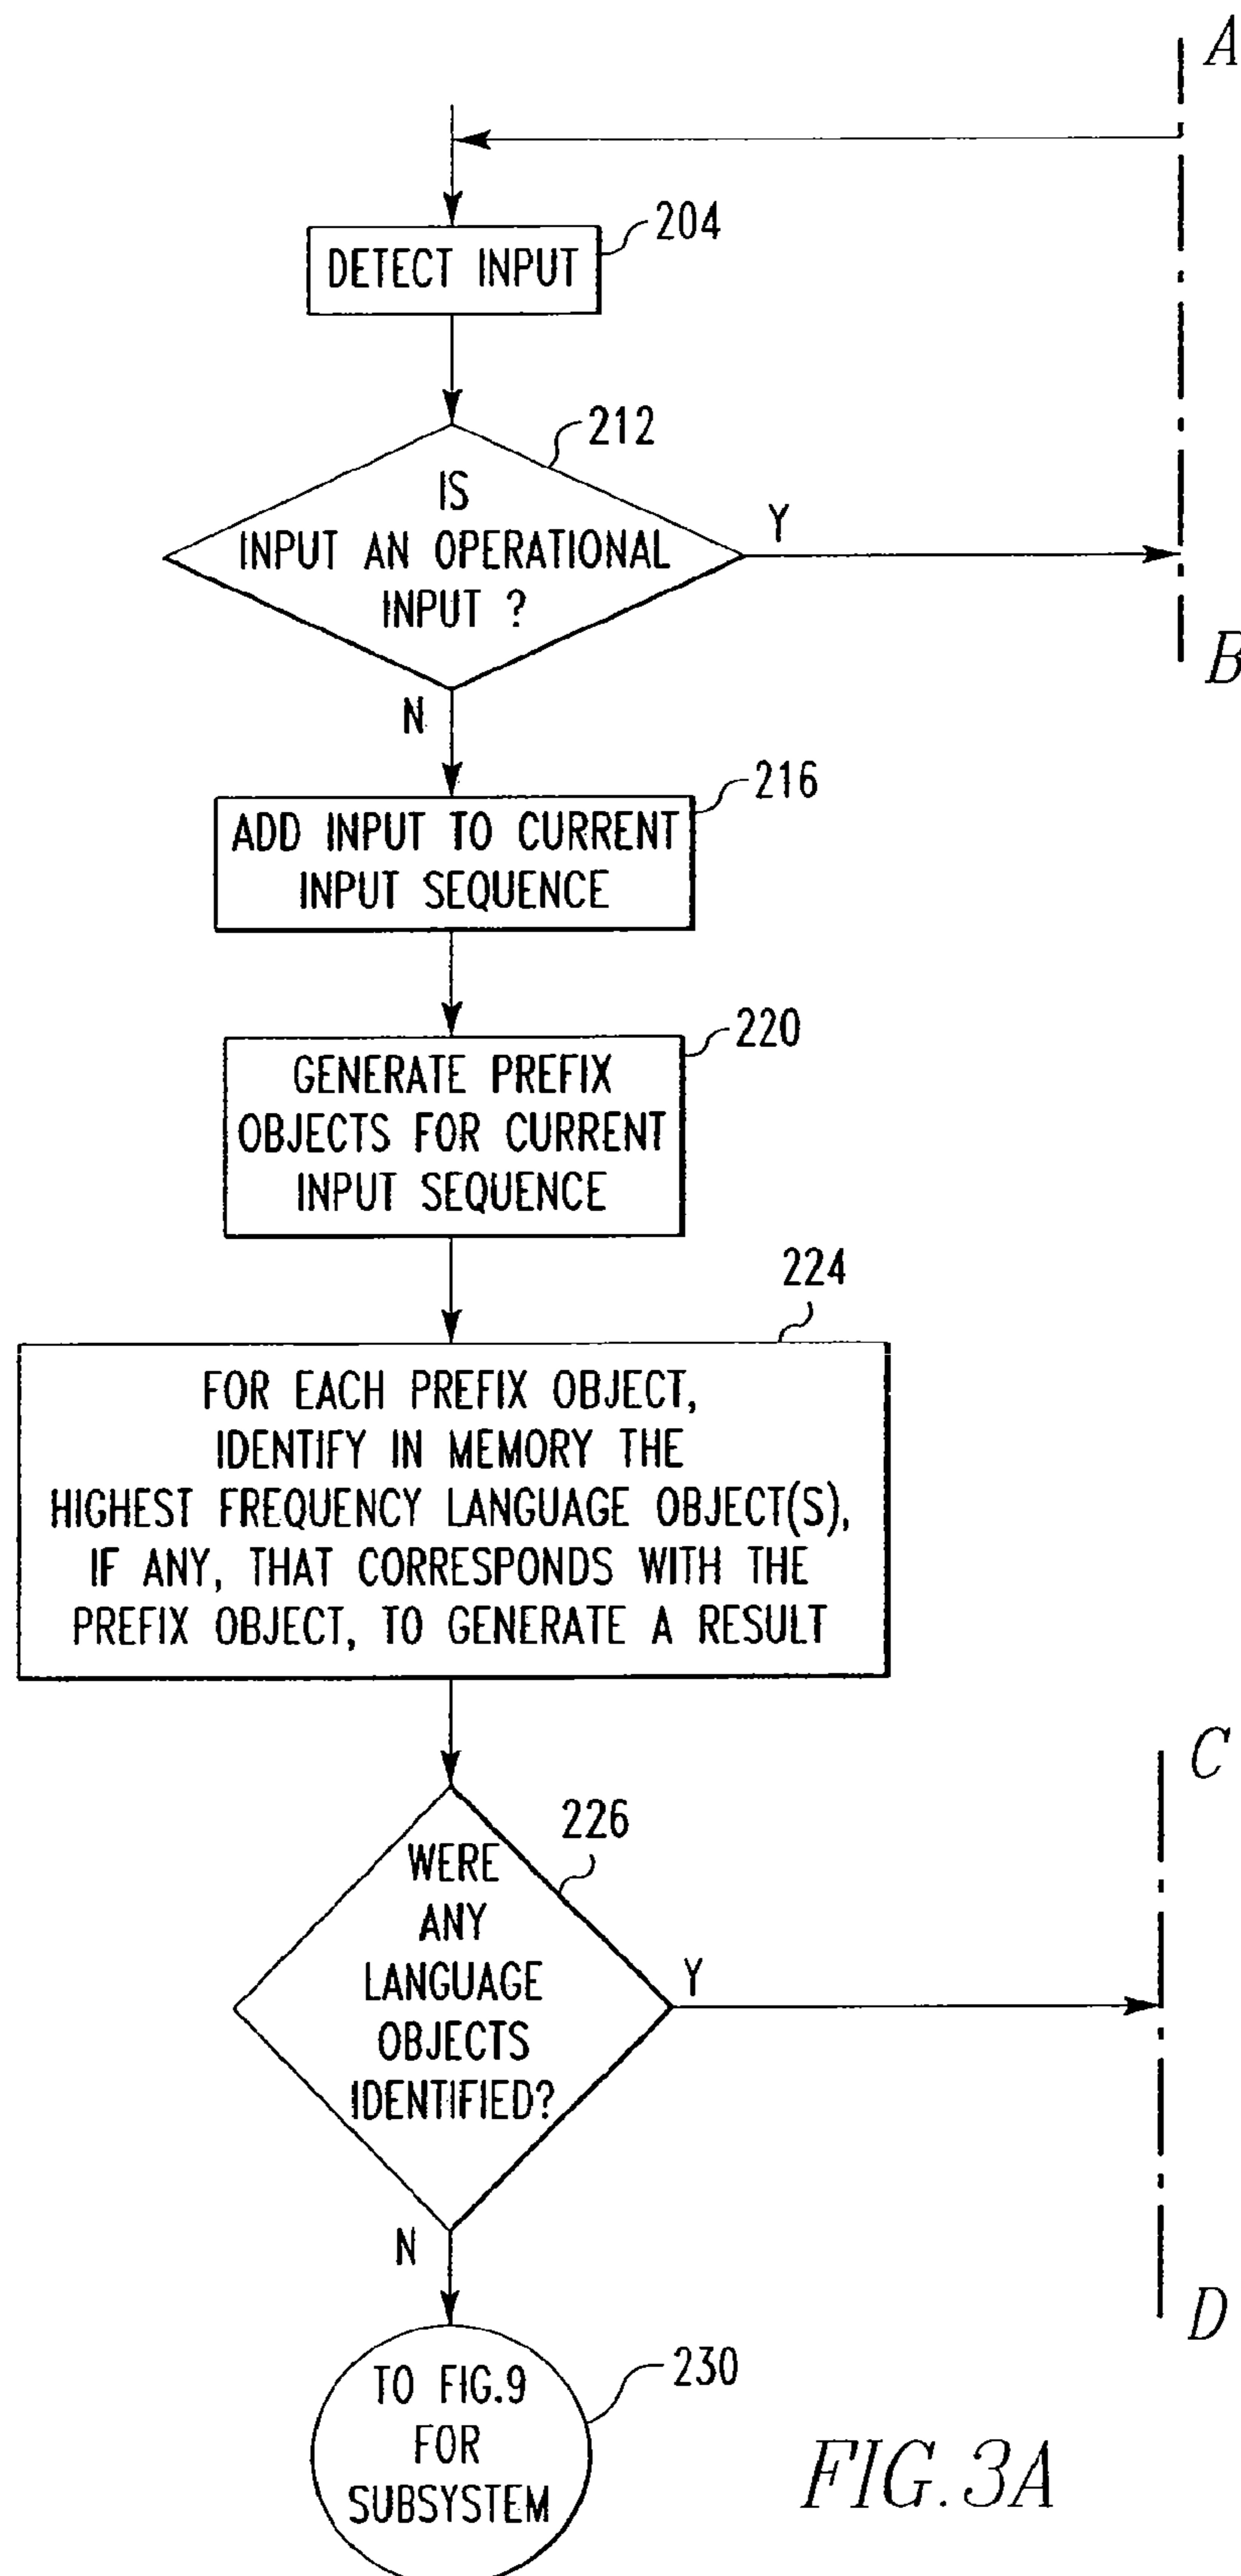 A
204
DETECT INPUT
212
IS
INPUT AN OPERATIONAL
INPUT ?
Y
B
N
216
ADD INPUT TO CURRENT
INPUT SEQUENCE
220
GENERATE PREFIX
OBJECTS FOR CURRENT
INPUT SEQUENCE
224
FOR EACH PREFIX OBJECT,
IDENTIFY IN MEMORY THE
HIGHEST FREQUENCY LANGUAGE OBJECT(S),
IF ANY, THAT CORRESPONDS WITH THE
PREFIX OBJECT, TO GENERATE A RESULT
C
226
WERE
ANY
LANGUAGE
OBJECTS
IDENTIFIED?
Y
N
D
230
TO FIG.9
FOR
SUBSYSTEM
FIG. 3A